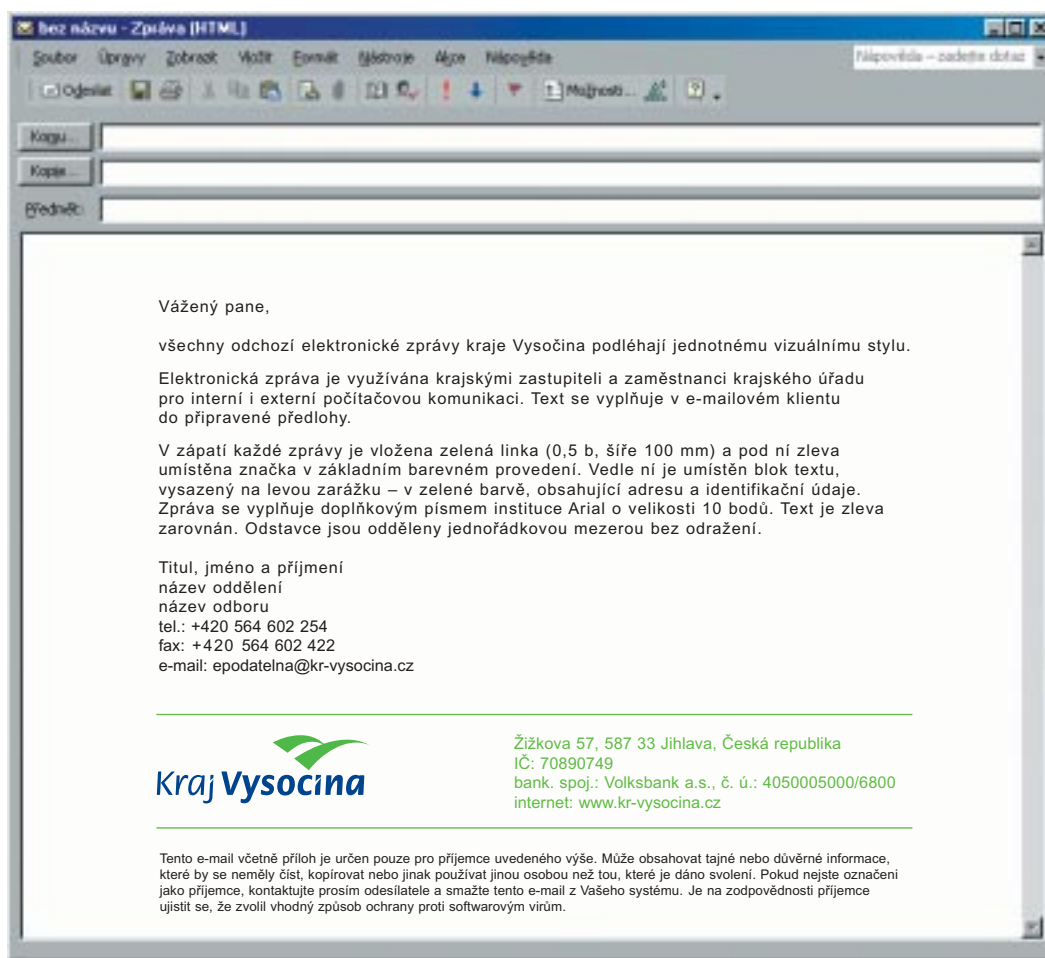 bez názvu - Zpráva (HTML)
Soubor Úpravy Zobrazit Vložit Formát Nástroje Akce Nápověda Nápověda – zadejte dotaz
Odeslat Možnosti...
Komu...
Kopie...
Předmět:
Vážený pane,
všechny odchozí elektronické zprávy kraje Vysočina podléhají jednotnému vizuálnímu stylu.
Elektronická zpráva je využívána krajskými zastupiteli a zaměstnanci krajského úřadu
pro interní i externí počítačovou komunikaci. Text se vyplňuje v e-mailovém klientu
do připravené předlohy.
V zápatí každé zprávy je vložena zelená linka (0,5 b, šíře 100 mm) a pod ní zleva
umístěna značka v základním barevném provedení. Vedle ní je umístěn blok textu,
vysazený na levou zarážku – v zelené barvě, obsahující adresu a identifikační údaje.
Zpráva se vyplňuje doplňkovým písmem instituce Arial o velikosti 10 bodů. Text je zleva
zarovnán. Odstavce jsou odděleny jednořádkovou mezerou bez odražení.
Titul, jméno a příjmení
název oddělení
název odboru
tel.: +420 564 602 254
fax: +420 564 602 422
e-mail: epodatelna@kr-vysocina.cz
Kraj Vysočina
Žižkova 57, 587 33 Jihlava, Česká republika
IČ: 70890749
bank. spoj.: Volksbank a.s., č. ú.: 4050005000/6800
internet: www.kr-vysocina.cz
Tento e-mail včetně příloh je určen pouze pro příjemce uvedeného výše. Může obsahovat tajné nebo důvěrné informace,
které by se neměly číst, kopírovat nebo jinak používat jinou osobou než tou, které je dáno svolení. Pokud nejste označeni
jako příjemce, kontaktujte prosím odesílatele a smažte tento e-mail z Vašeho systému. Je na zodpovědnosti příjemce
ujistit se, že zvolil vhodný způsob ochrany proti softwarovým virům.